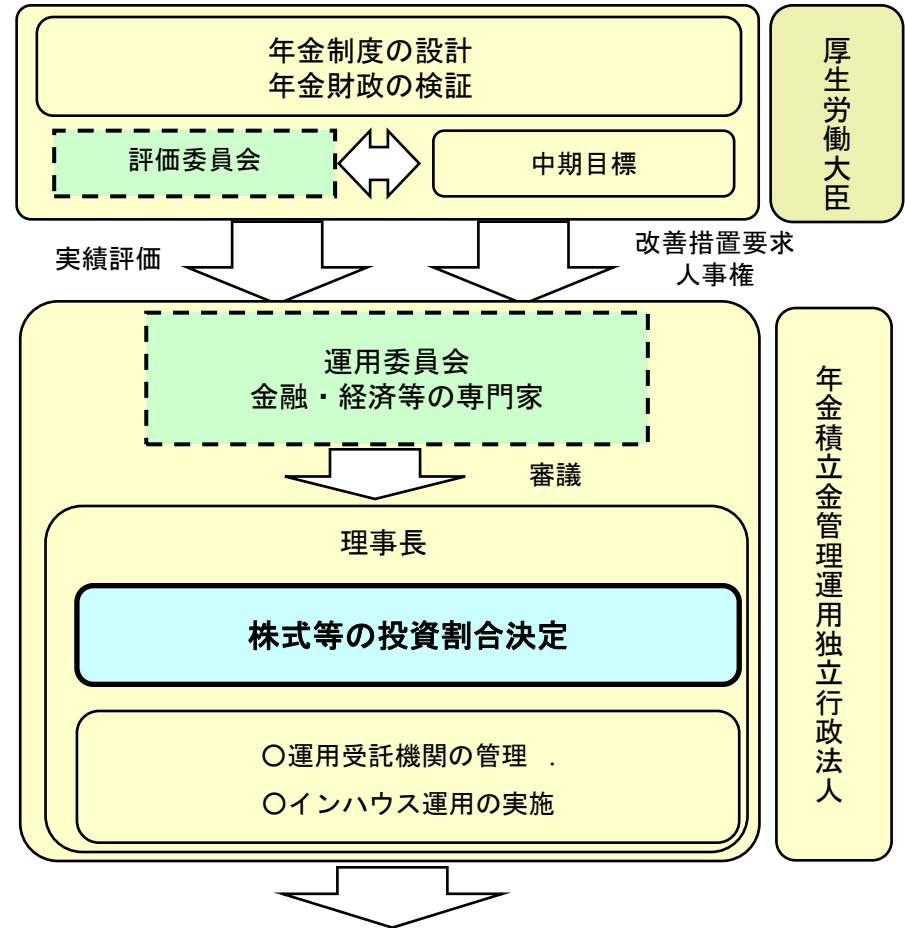 年金制度の設計
年金財政の検証
厚生労働大臣
評価委員会
中期目標
実績評価
改善措置要求
人事権
運用委員会
金融・経済等の専門家
年金積立金管理運用独立行政法人
審議
理事長
株式等の投資割合決定
○運用受託機関の管理 .
○インハウス運用の実施